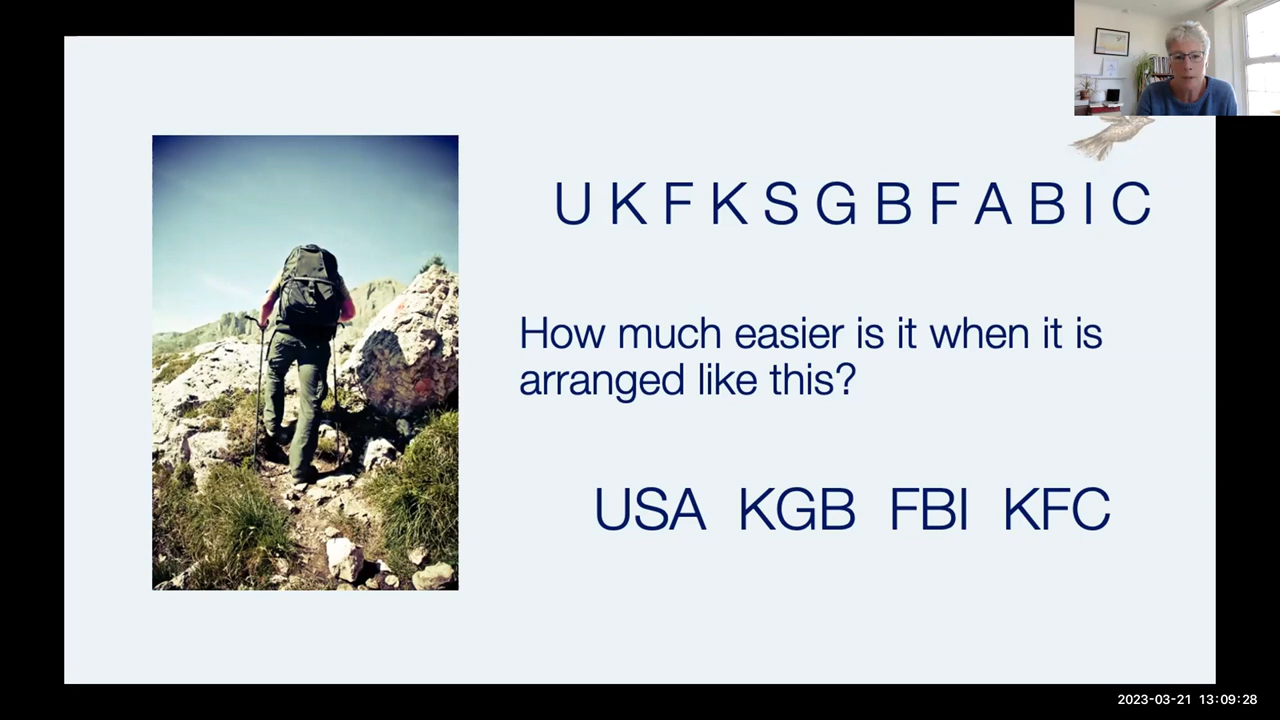 U K F K S G B F A B I C
How much easier is it when it is
arranged like this?
USA KGB FBI KFC
2023-03-21 13:09:28